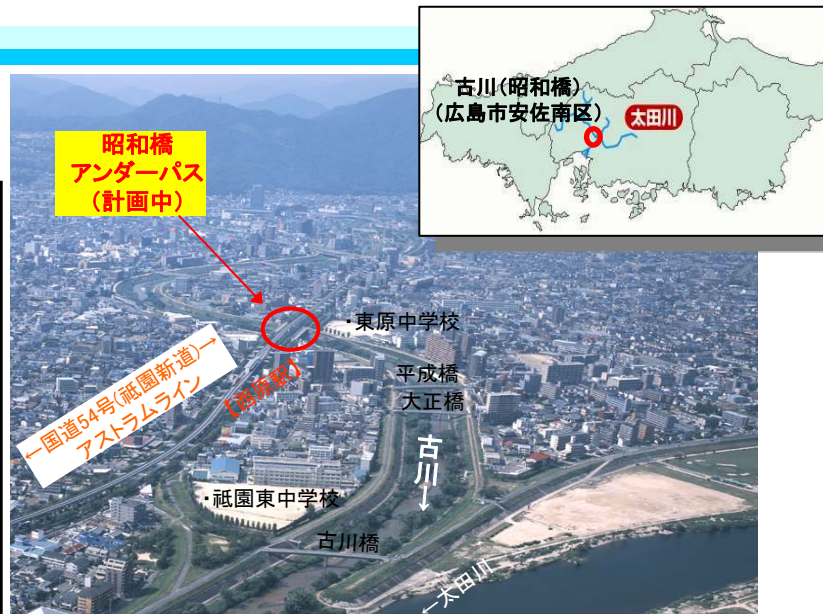 古川(昭和橋)
(広島市安佐南区)
太田川
昭和橋
アンダーパス
(計画中)
・東原中学校
平成橋
大正橋
【西原駅】
←国道54号(祇園新道)→
アストラムライン
古川→
・祇園東中学校
古川橋
←太田川